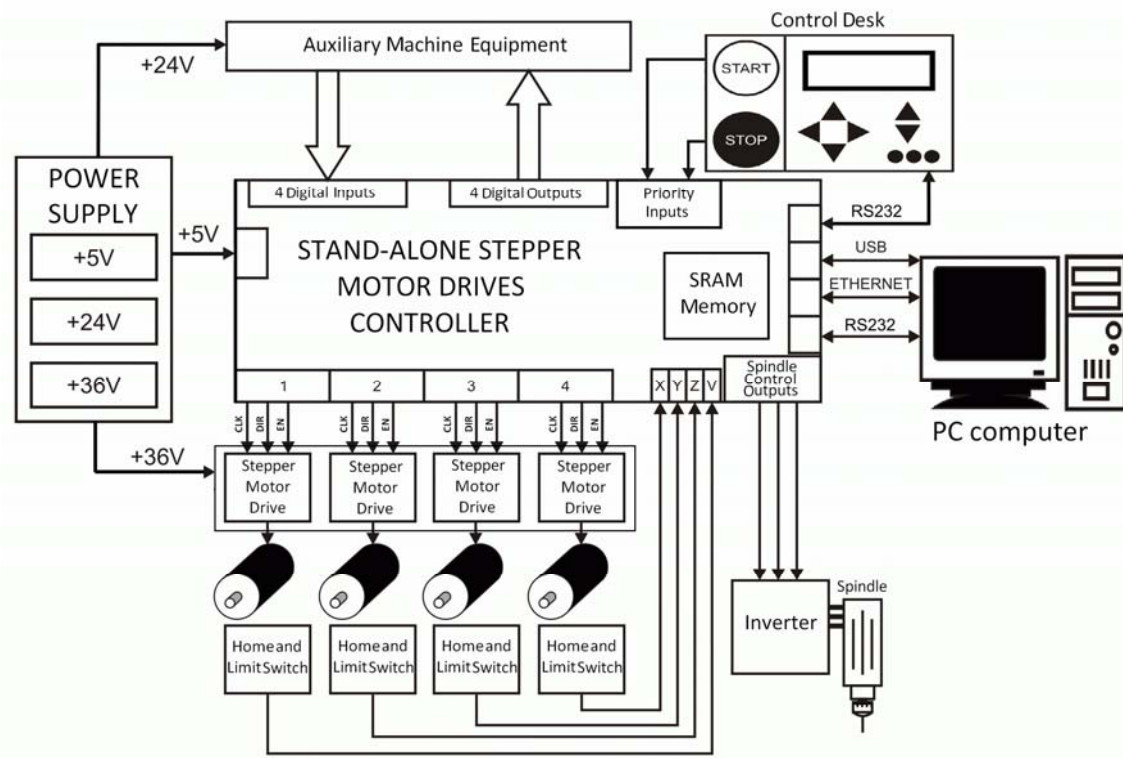 Control Desk
Auxiliary Machine Equipment
+24V
START
STOP
POWER
SUPPLY
+5V
+24V
+36V
+5V
4 Digital Inputs
4 Digital Outputs
Priority
Inputs
STAND-ALONE STEPPER
MOTOR DRIVES
CONTROLLER
SRAM
Memory
RS232
USB
ETHERNET
RS232
PC computer
1
2
3
4
X
Y
Z
V
Spindle
Control
Outputs
CLK
DIR
EN
CLK
DIR
EN
CLK
DIR
EN
CLK
DIR
EN
+36V
Stepper
Motor
Drive
Stepper
Motor
Drive
Stepper
Motor
Drive
Stepper
Motor
Drive
Home and
Limit Switch
Home and
Limit Switch
Home and
Limit Switch
Home and
Limit Switch
Inverter
Spindle